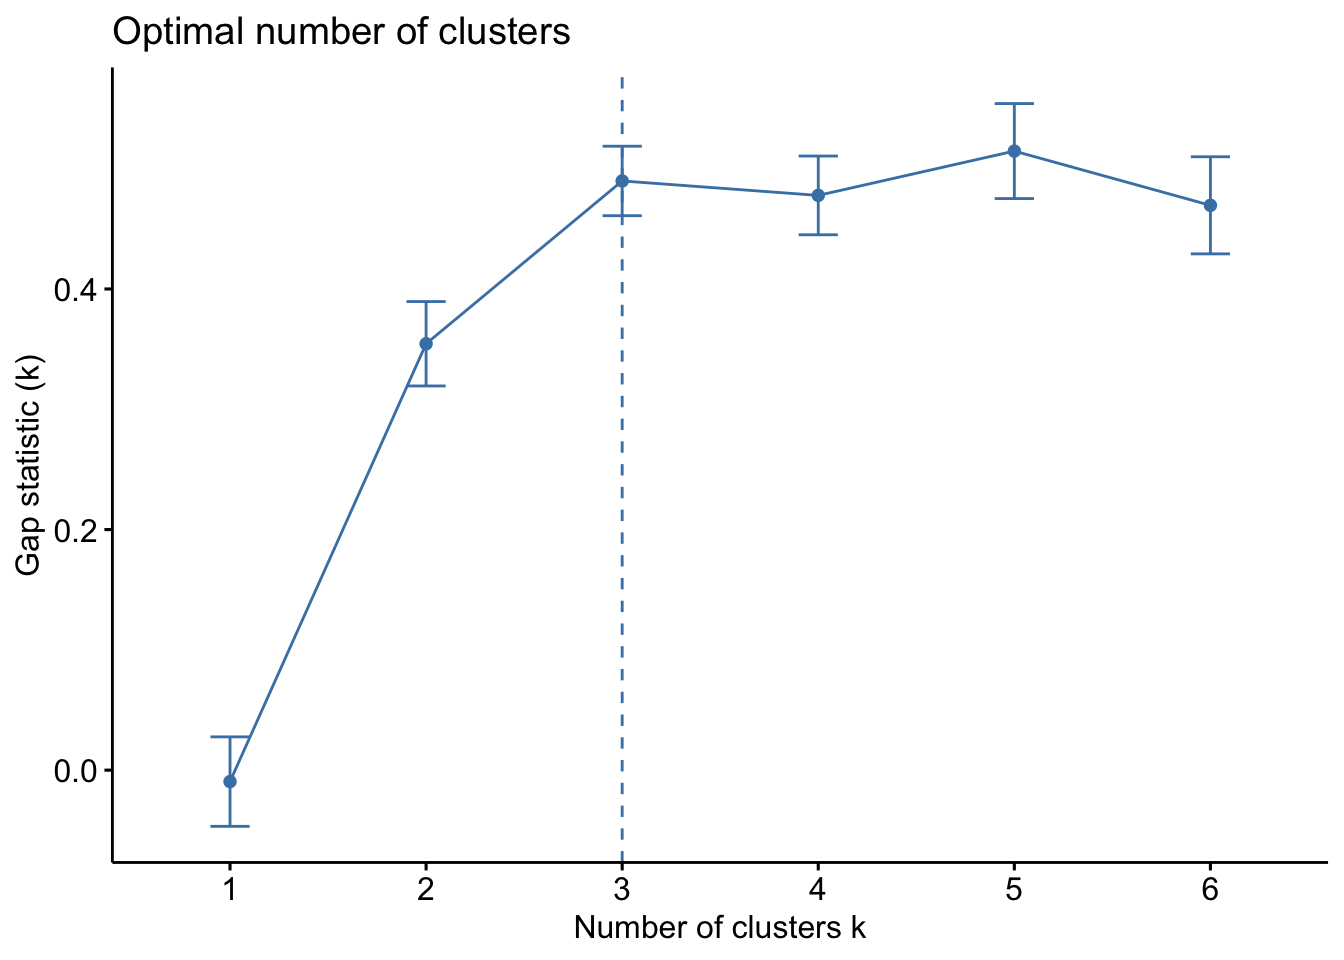 Optimal number of clusters
Gap statistic (k)
0.4
0.2
0.0
1 2 3 4 5 6
Number of clusters k